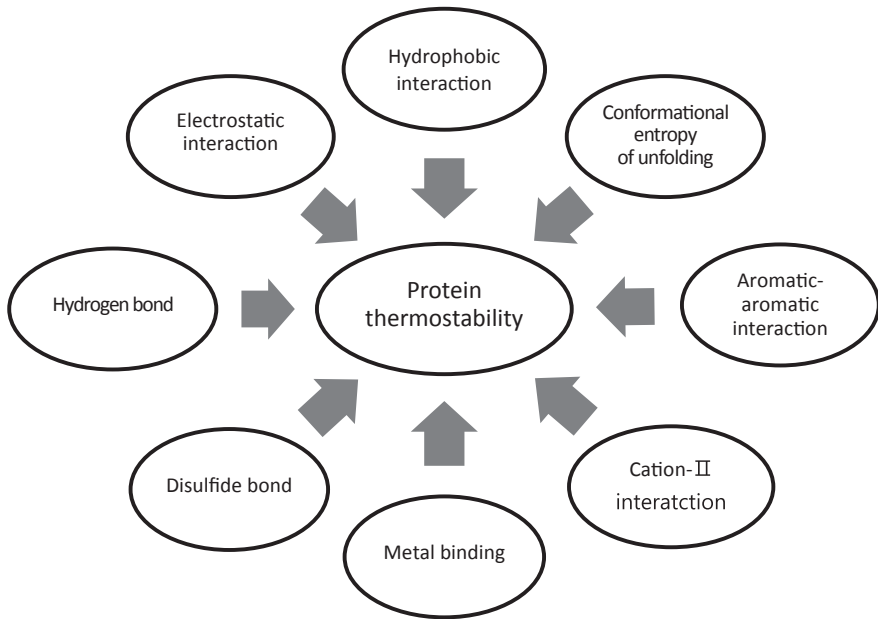 Hydrophobic
interaction
Electrostatic
interaction
Conformational
entropy
of unfolding
Hydrogen bond
Protein
thermostability
Aromatic-
aromatic
interaction
Disulfide bond
Cation-Ⅱ
interatction
Metal binding